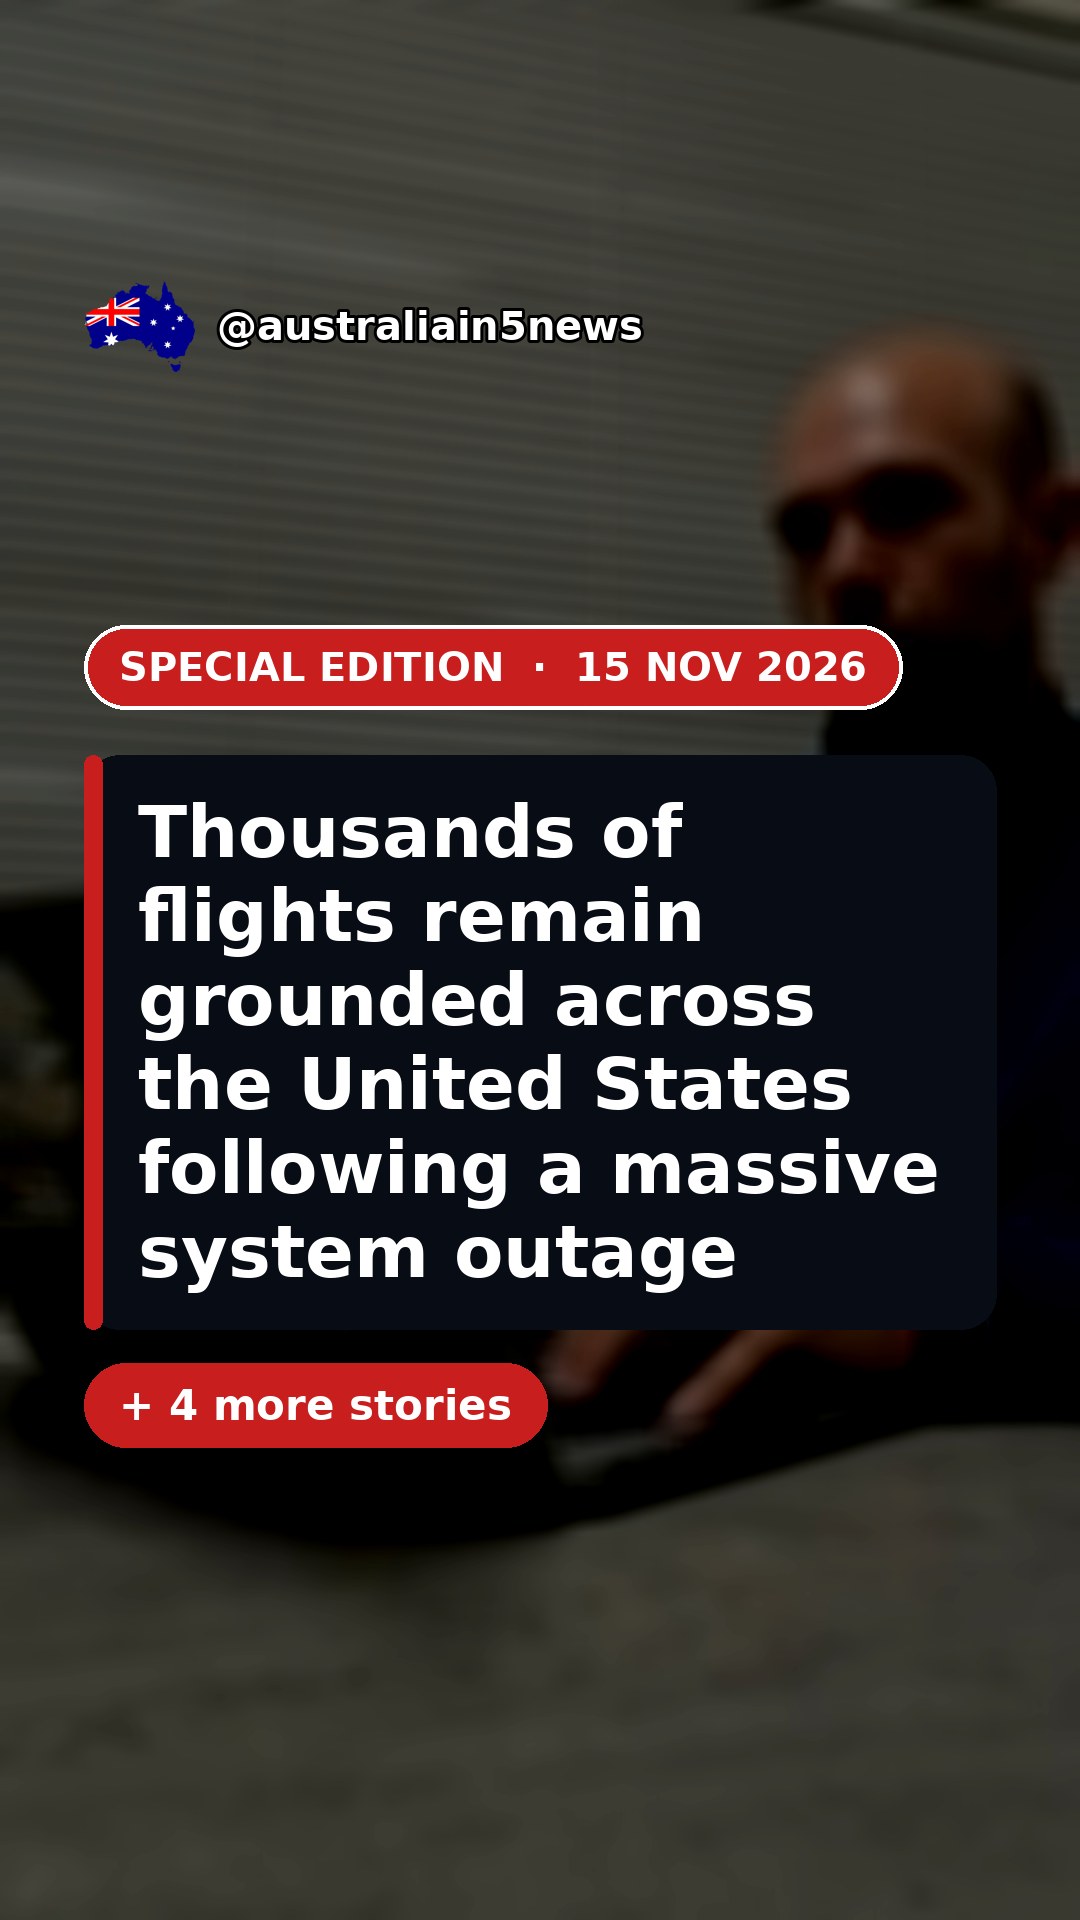 @australiain5news
SPECIAL EDITION · 15 NOV 2026
Thousands of
flights remain
grounded across
the United States
following a massive
system outage
+ 4 more stories